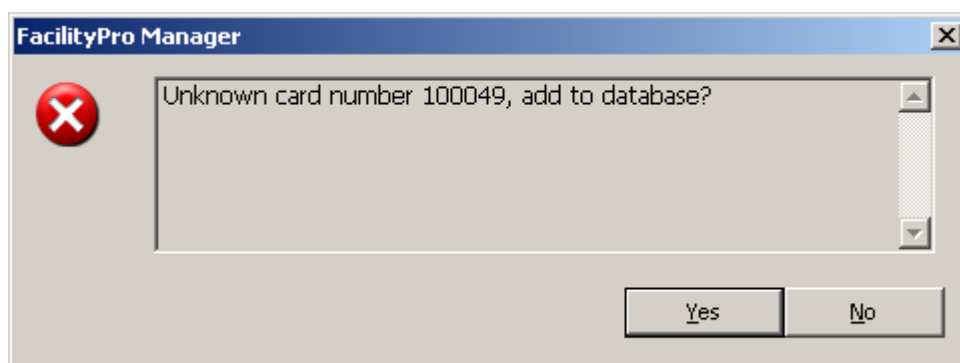 FacilityPro Manager
Unknown card number 100049, add to database?
Yes No